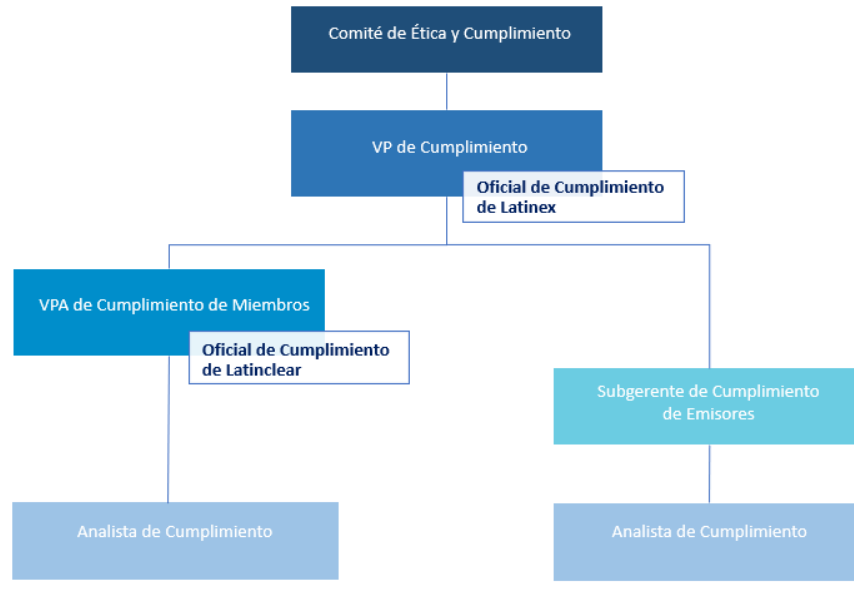 Comité de Ética y Cumplimiento
VP de Cumplimiento
Oficial de Cumplimiento
de Latinex
VPA de Cumplimiento de Miembros
Oficial de Cumplimiento
de Latinclear
Subgerente de Cumplimiento
de Emisores
Analista de Cumplimiento
Analista de Cumplimiento